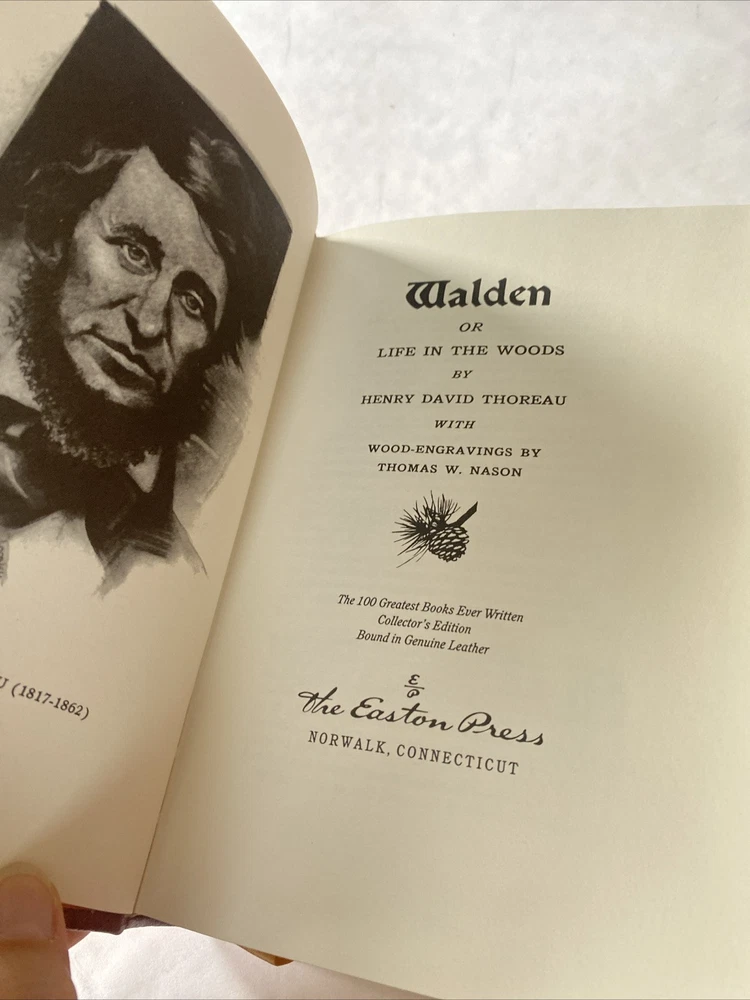 (1817-1862)
Walden
OR
LIFE IN THE WOODS
BY
HENRY DAVID THOREAU
WITH
WOOD-ENGRAVINGS BY
THOMAS W. NASON
The 100 Greatest Books Ever Written
Collector's Edition
Bound in Genuine Leather
E
P
The Easton Press
NORWALK, CONNECTICUT